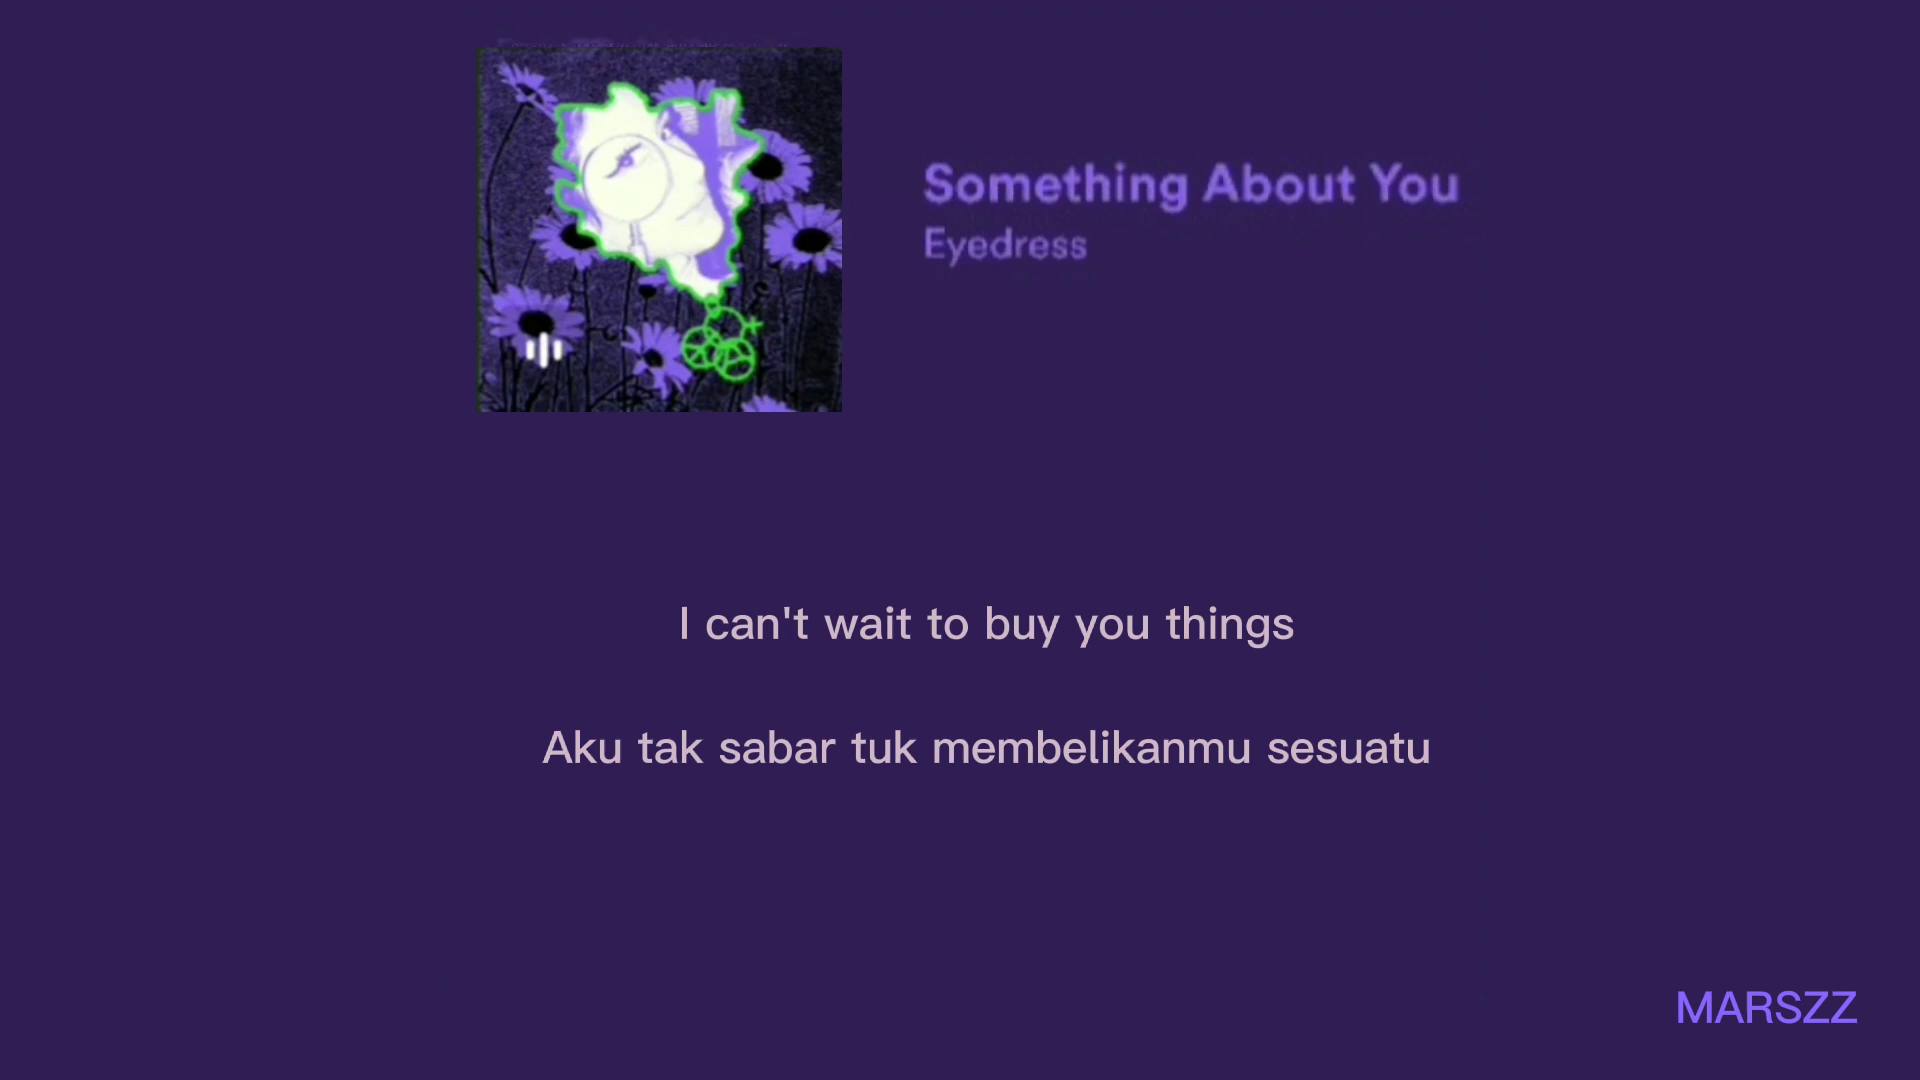 Something About You
Eyedress
I can't wait to buy you things
Aku tak sabar tuk membelikanmu sesuatu
MARSZZ